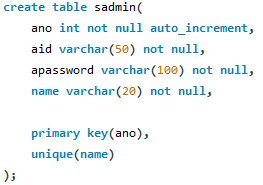 create table sadmin(
    ano int not null auto_increment,
    aid varchar(50) not null,
    apassword varchar(100) not null,
    name varchar(20) not null,

    primary key(ano),
    unique(name)
);